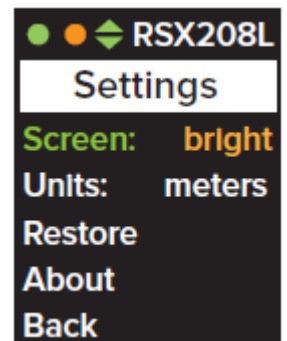 RSX208L
Settings
Screen: bright
Units: meters
Restore
About
Back